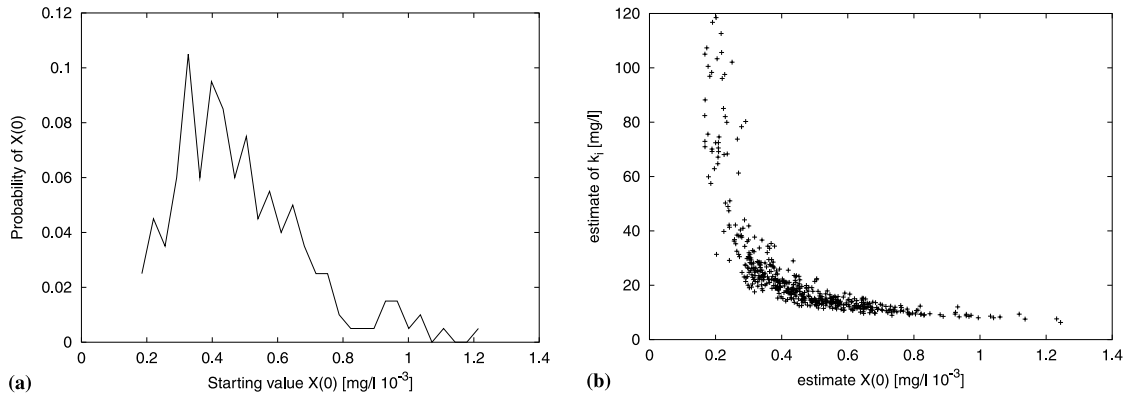 0.12
0.1
0.08
0.06
0.04
0.02
0
Probability of X(0)
0 0.2 0.4 0.6 0.8 1 1.2 1.4
Starting value X(0) [mg/l 10⁻³]
(a)
120
100
80
60
40
20
0
estimate of kᵢ [mg/l]
0 0.2 0.4 0.6 0.8 1 1.2 1.4
estimate X(0) [mg/l 10⁻³]
(b)